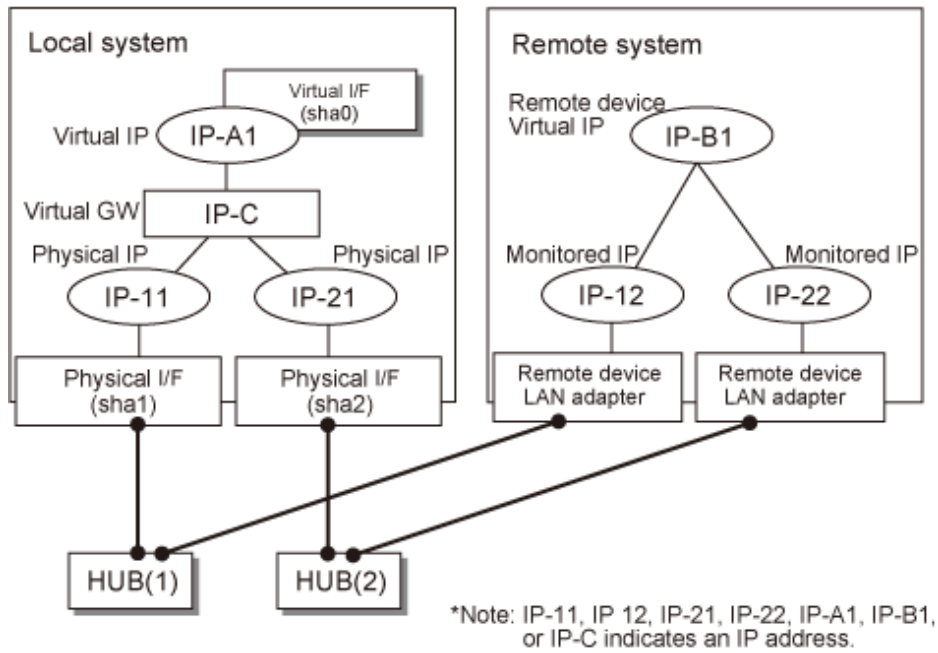 Local system
Virtual I/F
(sha0)
Virtual IP
IP-A1
Virtual GW
IP-C
Physical IP
Physical IP
IP-11
IP-21
Physical I/F
(sha1)
Physical I/F
(sha2)
Remote system
Remote device
Virtual IP
IP-B1
Monitored IP
Monitored IP
IP-12
IP-22
Remote device
LAN adapter
Remote device
LAN adapter
HUB(1)
HUB(2)
*Note: IP-11, IP 12, IP-21, IP-22, IP-A1, IP-B1,
or IP-C indicates an IP address.